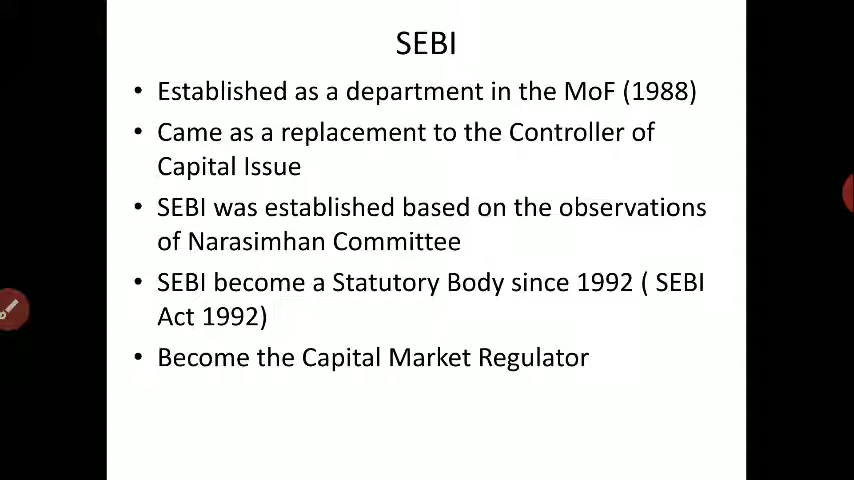 SEBI
• Established as a department in the MoF (1988)
• Came as a replacement to the Controller of
Capital Issue
• SEBI was established based on the observations
of Narasimhan Committee
• SEBI become a Statutory Body since 1992 ( SEBI
Act 1992)
• Become the Capital Market Regulator